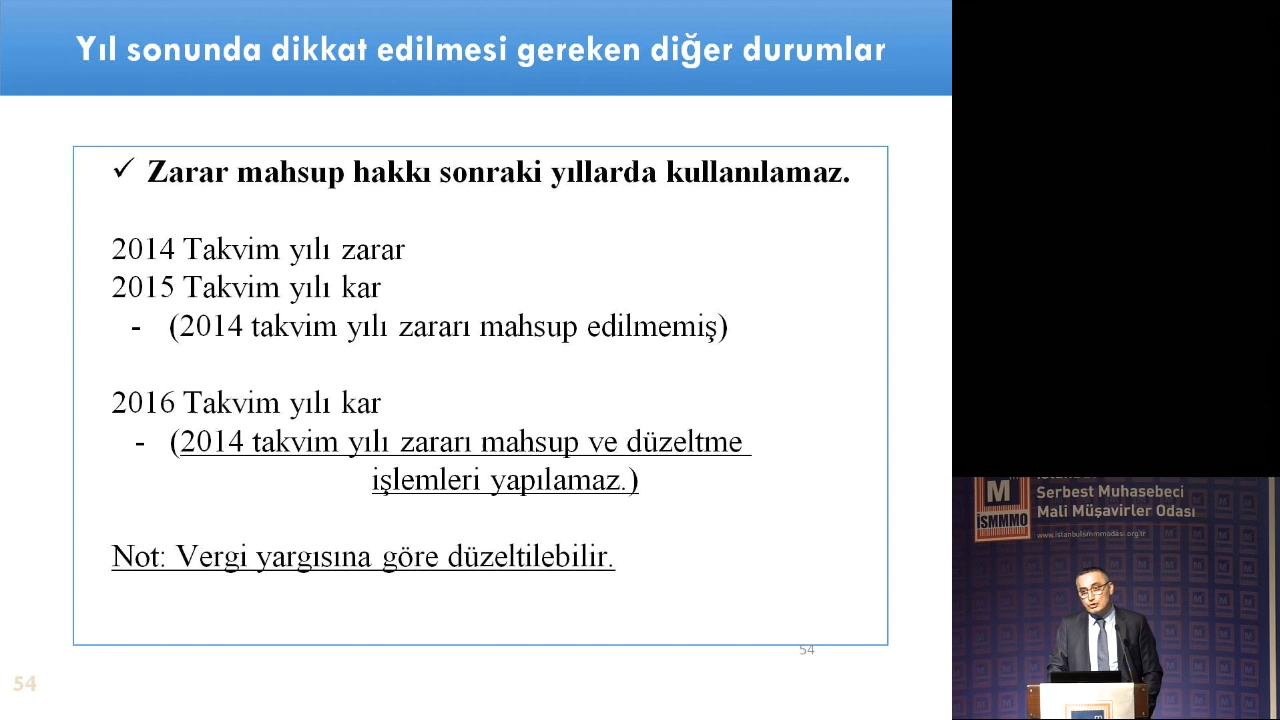 Yıl sonunda dikkat edilmesi gereken diğer durumlar
✓ Zarar mahsup hakkı sonraki yıllarda kullanılamaz.
2014 Takvim yılı zarar
2015 Takvim yılı kar
- (2014 takvim yılı zararı mahsup edilmemiş)
2016 Takvim yılı kar
- (2014 takvim yılı zararı mahsup ve düzeltme
işlemleri yapılamaz.)
Not: Vergi yargısına göre düzeltilebilir.
54
54
M
İSMMMO
Serbest Muhasebeci
Mali Müşavirler Odası
www.istanbulsmmmodasi.org.tr